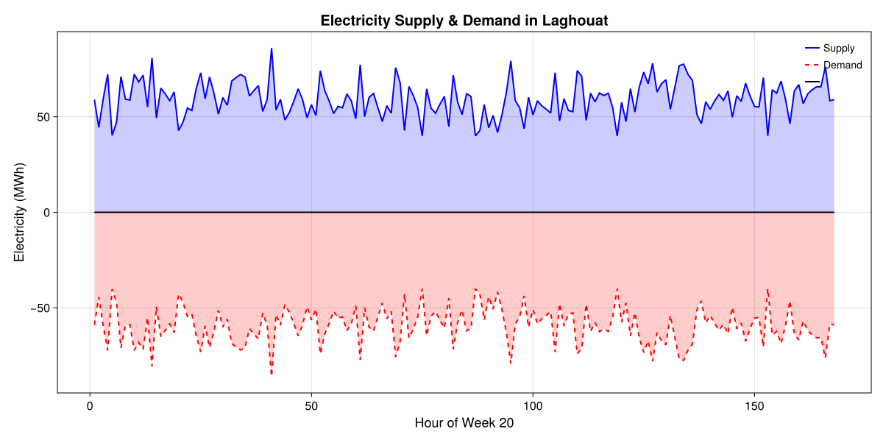 Electricity Supply & Demand in Laghouat
Supply
Demand
Electricity (MWh)
50
0
−50
0
50
100
150
Hour of Week 20